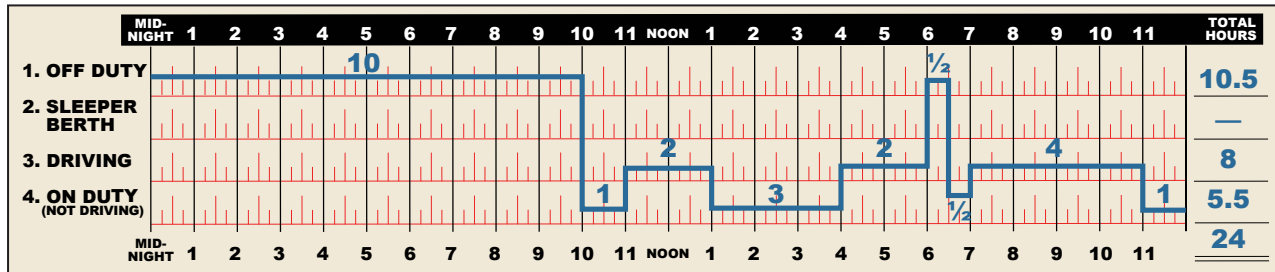 MID-NIGHT 1 2 3 4 5 6 7 8 9 10 11 NOON 1 2 3 4 5 6 7 8 9 10 11 TOTAL HOURS
1. OFF DUTY 10 ½ 10.5
2. SLEEPER BERTH —
3. DRIVING 2 2 4 8
4. ON DUTY (NOT DRIVING) 1 3 ½ 1 5.5
MID-NIGHT 1 2 3 4 5 6 7 8 9 10 11 NOON 1 2 3 4 5 6 7 8 9 10 11 24